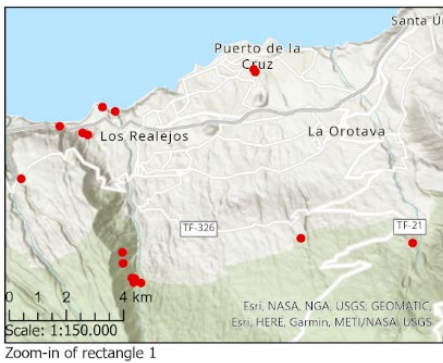 Santa Ú
Puerto de la
Cruz
Los Realejos
La Orotava
TF-326
TF-21
0 1 2 4 km
Scale: 1:150.000
Esri, NASA, NGA, USGS; GEOMATIC,
Esri, HERE, Garmin, METI/NASA, USGS
Zoom-in of rectangle 1